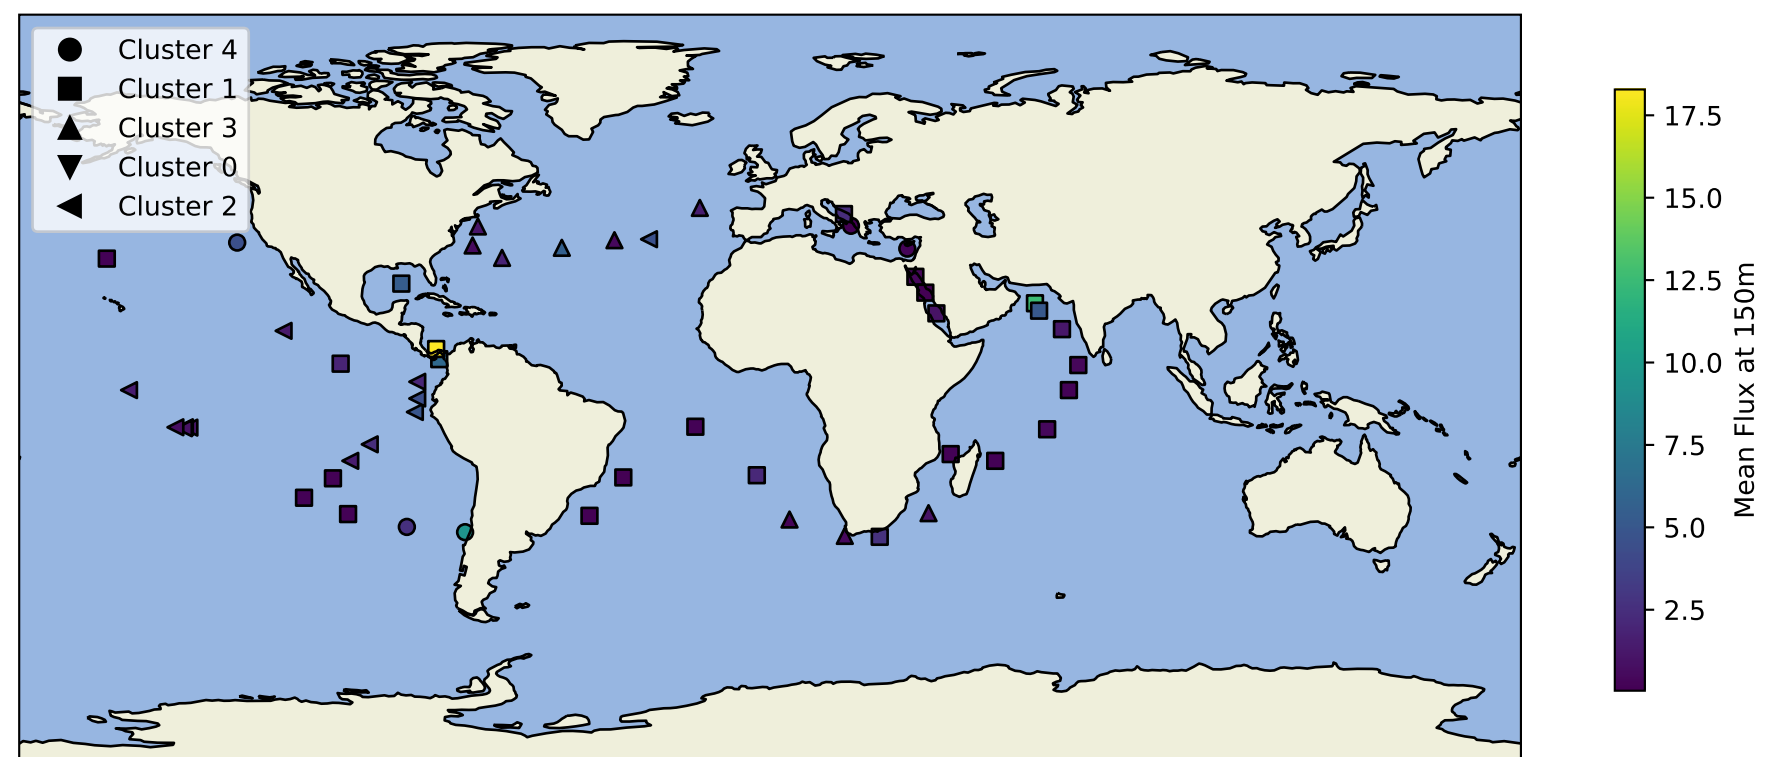 Cluster 4
Cluster 1
Cluster 3
Cluster 0
Cluster 2
17.5
15.0
12.5
10.0
7.5
5.0
2.5
Mean Flux at 150m